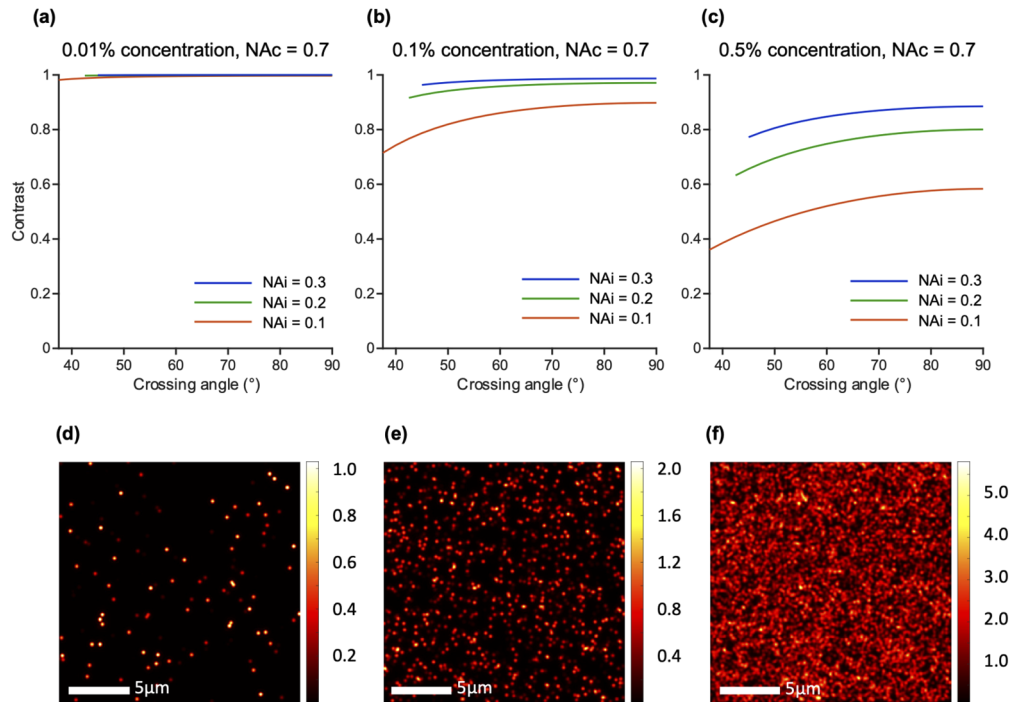 (a)
(b)
(c)
0.01% concentration, NAc = 0.7
0.1% concentration, NAc = 0.7
0.5% concentration, NAc = 0.7
Contrast
1
0.8
0.6
0.4
0.2
0
40 50 60 70 80 90
Crossing angle (°)
NAi = 0.3
NAi = 0.2
NAi = 0.1
1
0.8
0.6
0.4
0.2
0
40 50 60 70 80 90
Crossing angle (°)
NAi = 0.3
NAi = 0.2
NAi = 0.1
1
0.8
0.6
0.4
0.2
0
40 50 60 70 80 90
Crossing angle (°)
NAi = 0.3
NAi = 0.2
NAi = 0.1
(d)
(e)
(f)
1.0
0.8
0.6
0.4
0.2
5µm
2.0
1.6
1.2
0.8
0.4
5µm
5.0
4.0
3.0
2.0
1.0
5µm